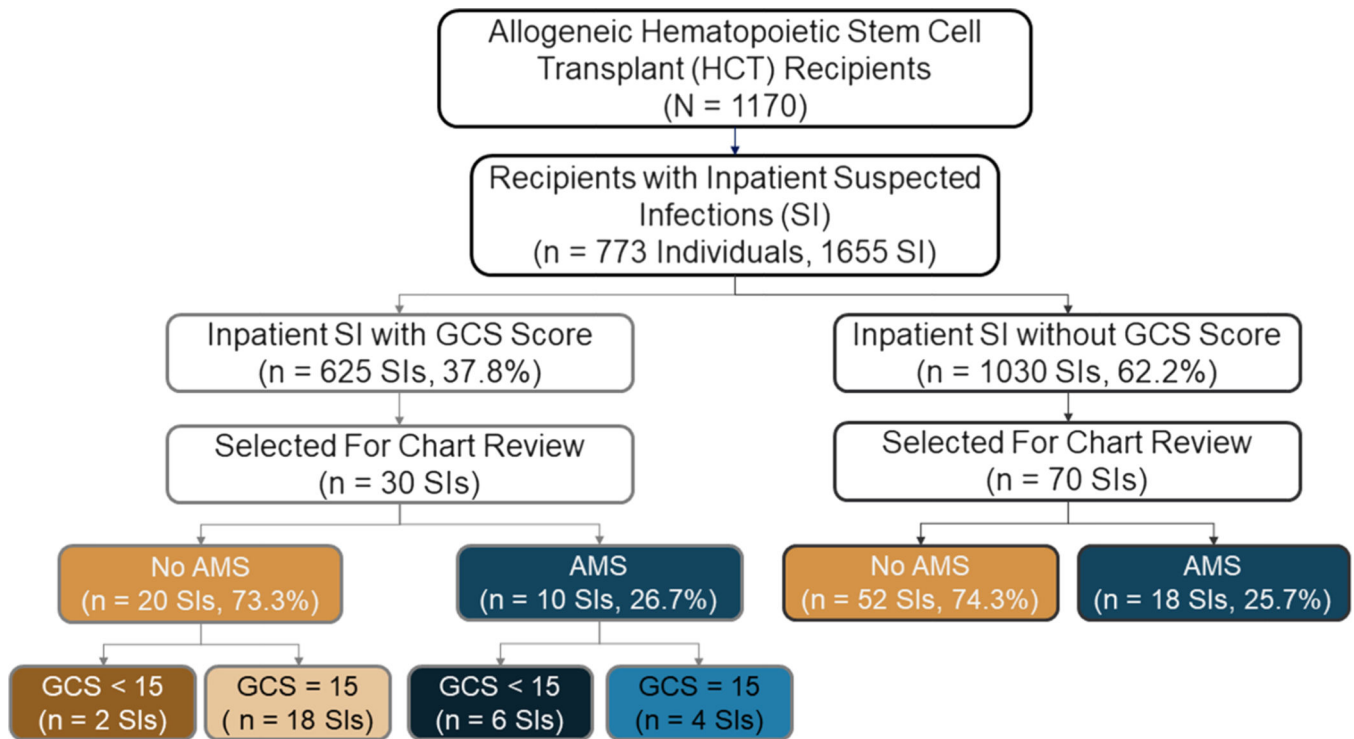 Allogeneic Hematopoietic Stem Cell
Transplant (HCT) Recipients
(N = 1170)
Recipients with Inpatient Suspected
Infections (SI)
(n = 773 Individuals, 1655 SI)
Inpatient SI with GCS Score
(n = 625 SIs, 37.8%)
Inpatient SI without GCS Score
(n = 1030 SIs, 62.2%)
Selected For Chart Review
(n = 30 SIs)
Selected For Chart Review
(n = 70 SIs)
No AMS
(n = 20 SIs, 73.3%)
AMS
(n = 10 SIs, 26.7%)
No AMS
(n = 52 SIs, 74.3%)
AMS
(n = 18 SIs, 25.7%)
GCS < 15
(n = 2 SIs)
GCS = 15
( n = 18 SIs)
GCS < 15
(n = 6 SIs)
GCS = 15
(n = 4 SIs)